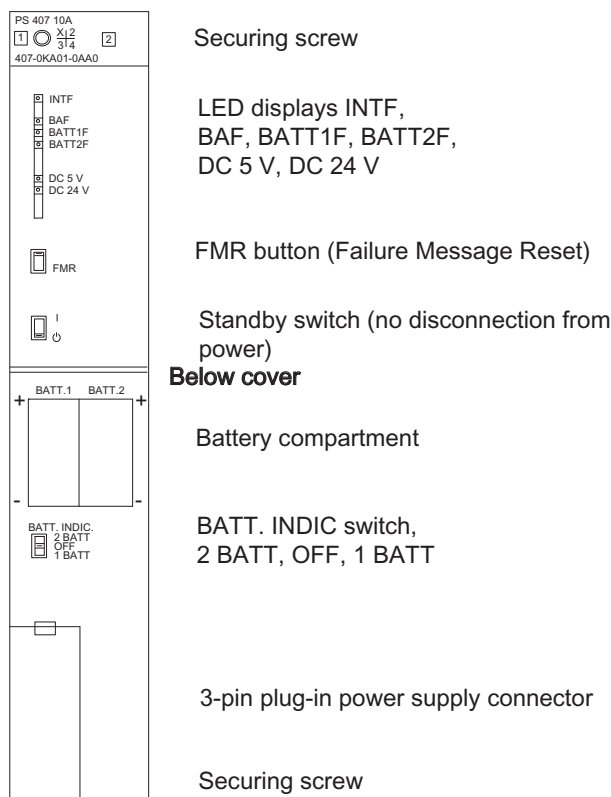 PS 407 10A
1 X 2 3 4 2
407-0KA01-0AA0
Securing screw
INTF
BAF
BATT1F
BATT2F
DC 5 V
DC 24 V
LED displays INTF,
BAF, BATT1F, BATT2F,
DC 5 V, DC 24 V
FMR
FMR button (Failure Message Reset)
I
Standby switch (no disconnection from
power)
Below cover
BATT.1 BATT.2
+ +
- -
Battery compartment
BATT. INDIC.
2 BATT
OFF
1 BATT
BATT. INDIC switch,
2 BATT, OFF, 1 BATT
3-pin plug-in power supply connector
Securing screw